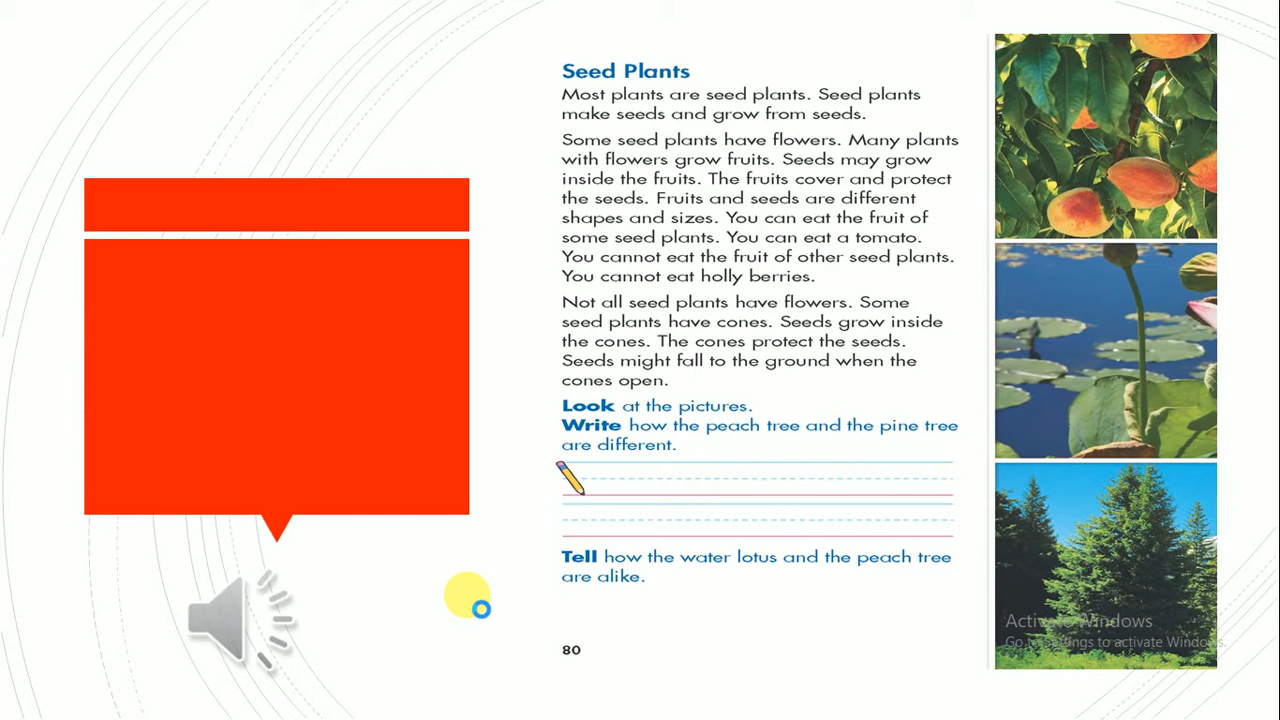 Seed Plants
Most plants are seed plants. Seed plants
make seeds and grow from seeds.
Some seed plants have flowers. Many plants
with flowers grow fruits. Seeds may grow
inside the fruits. The fruits cover and protect
the seeds. Fruits and seeds are different
shapes and sizes. You can eat the fruit of
some seed plants. You can eat a tomato.
You cannot eat the fruit of other seed plants.
You cannot eat holly berries.
Not all seed plants have flowers. Some
seed plants have cones. Seeds grow inside
the cones. The cones protect the seeds.
Seeds might fall to the ground when the
cones open.
Look at the pictures.
Write how the peach tree and the pine tree
are different.
Tell how the water lotus and the peach tree
are alike.
80
Activate Windows
Go to Settings to activate Windows.